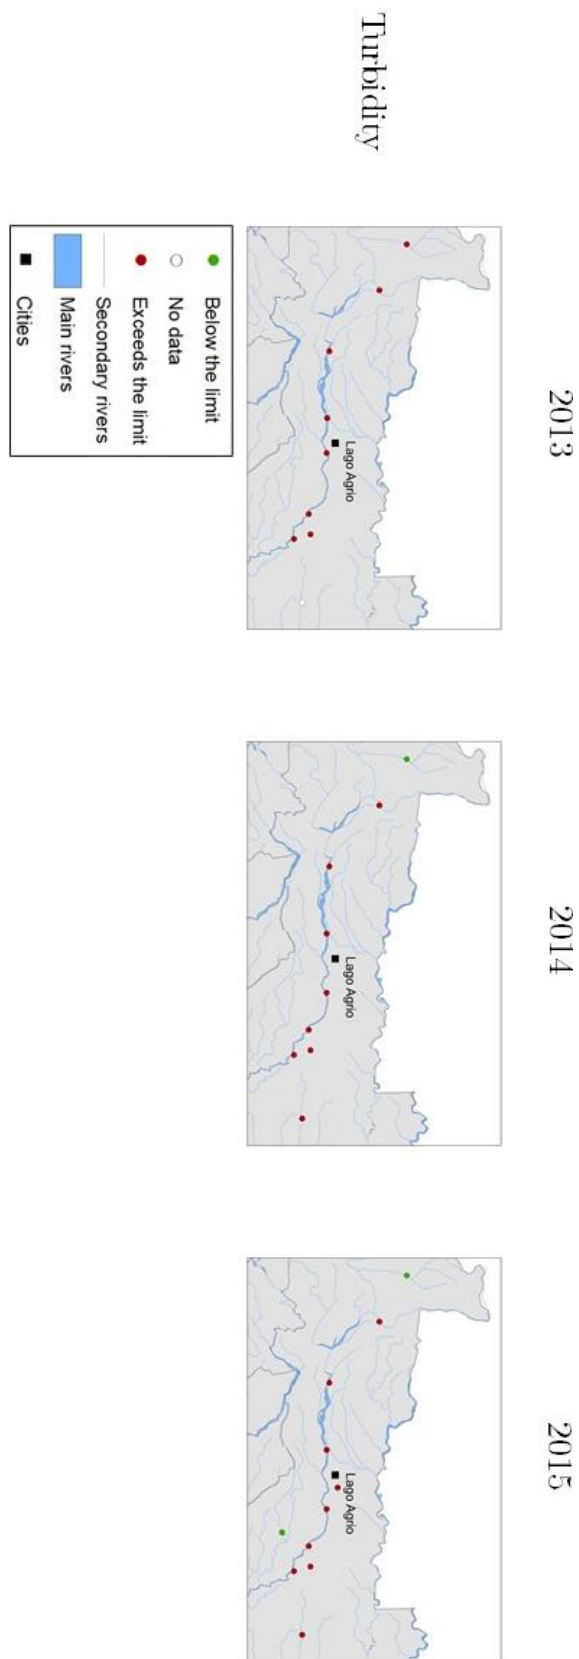 2013
2014
2015
Turbidity
Lago Agrio
Lago Agrio
Lago Agrio
Below the limit
No data
Exceeds the limit
Secondary rivers
Main rivers
Cities